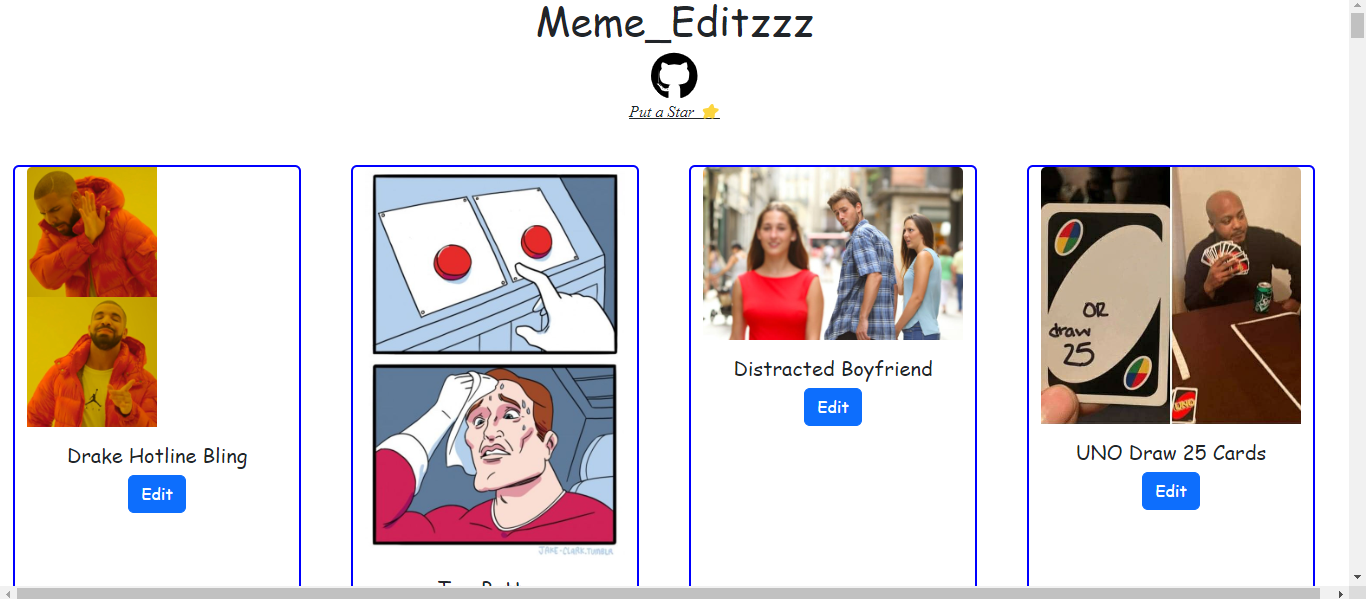 Meme_Editzzz
Put a Star ⭐
OR
draw
25
UNO
JAKE-CLARK.TUMBLR
Drake Hotline Bling
Edit
Distracted Boyfriend
Edit
UNO Draw 25 Cards
Edit